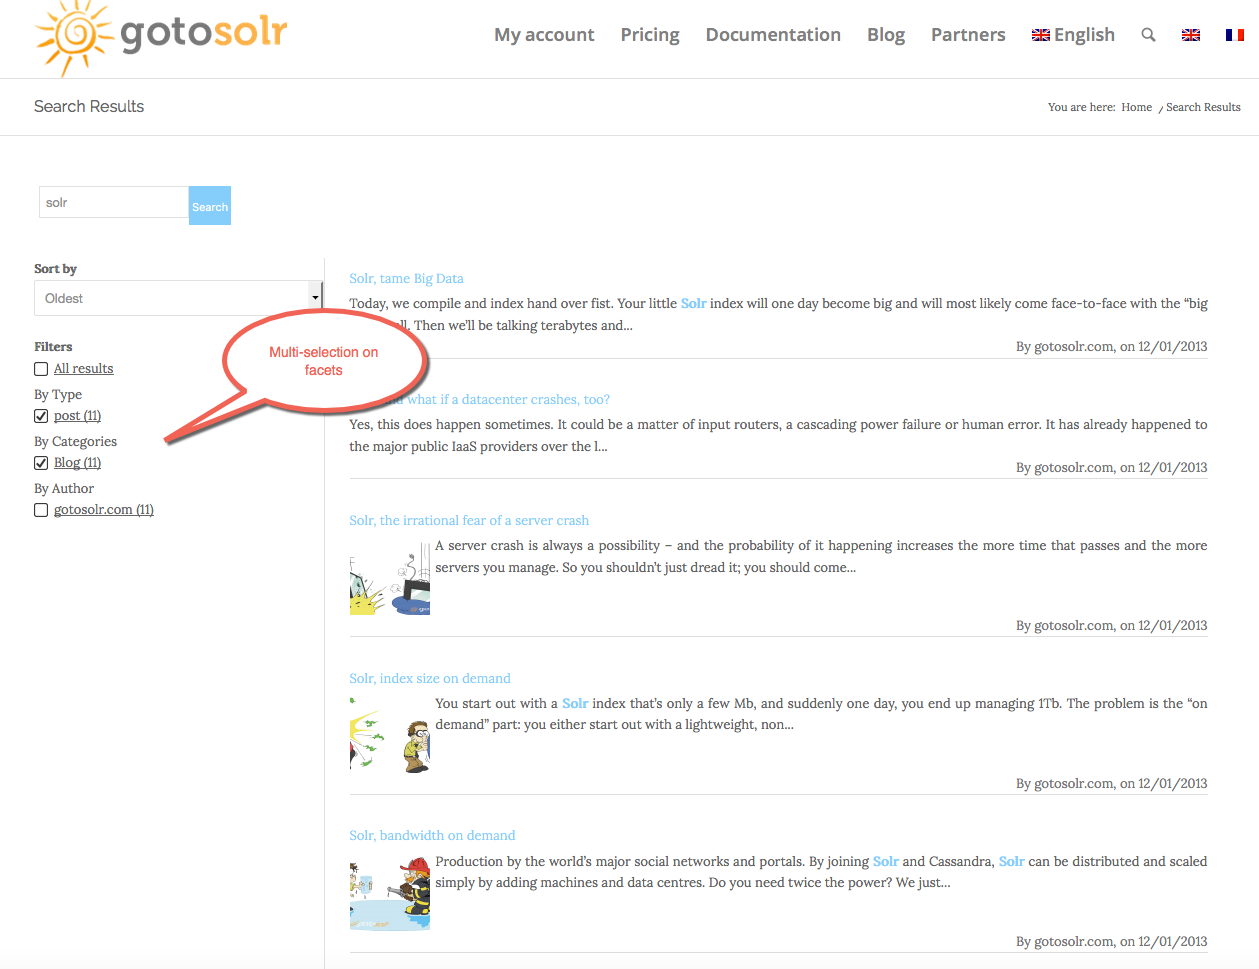 gotosolr
My account Pricing Documentation Blog Partners English
Search Results
You are here: Home / Search Results
solr
Search
Sort by
Oldest
Filters
All results
By Type
post (11)
By Categories
Blog (11)
By Author
gotosolr.com (11)
Multi-selection on
facets
Solr, tame Big Data
Today, we compile and index hand over fist. Your little Solr index will one day become big and will most likely come face-to-face with the “big
Then we’ll be talking terabytes and...
By gotosolr.com, on 12/01/2013
what if a datacenter crashes, too?
Yes, this does happen sometimes. It could be a matter of input routers, a cascading power failure or human error. It has already happened to
the major public IaaS providers over the l...
By gotosolr.com, on 12/01/2013
Solr, the irrational fear of a server crash
A server crash is always a possibility – and the probability of it happening increases the more time that passes and the more
servers you manage. So you shouldn’t just dread it; you should come...
By gotosolr.com, on 12/01/2013
Solr, index size on demand
You start out with a Solr index that’s only a few Mb, and suddenly one day, you end up managing 1Tb. The problem is the “on
demand” part: you either start out with a lightweight, non...
By gotosolr.com, on 12/01/2013
Solr, bandwidth on demand
Production by the world’s major social networks and portals. By joining Solr and Cassandra, Solr can be distributed and scaled
simply by adding machines and data centres. Do you need twice the power? We just...
By gotosolr.com, on 12/01/2013